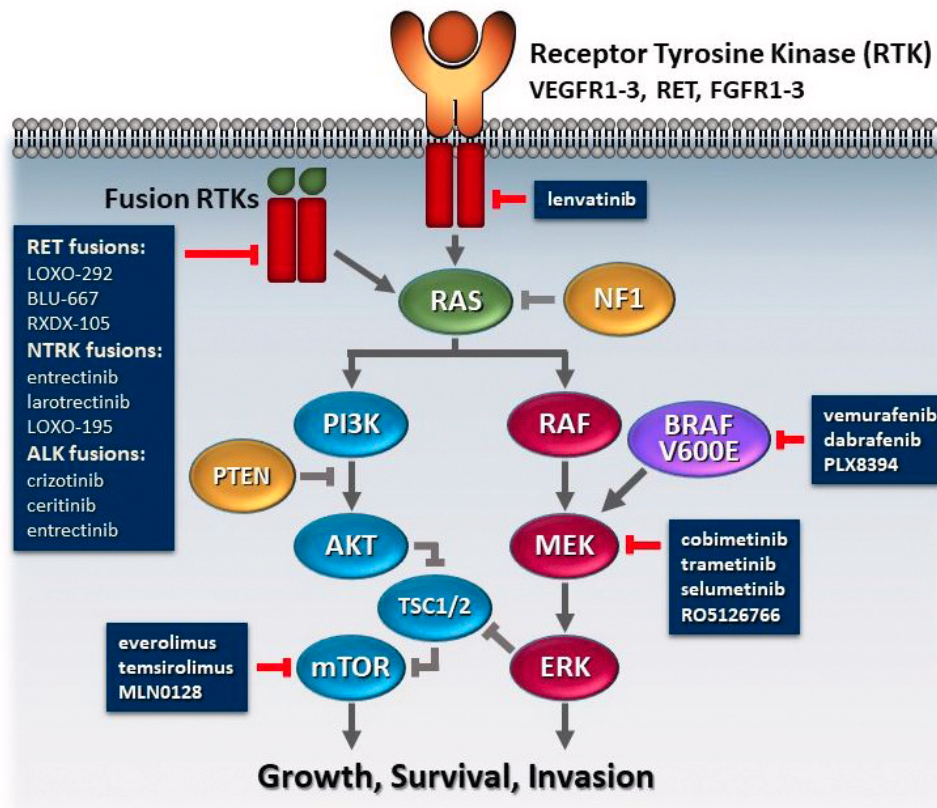 Receptor Tyrosine Kinase (RTK)
VEGFR1-3, RET, FGFR1-3
Fusion RTKs
lenvatinib
RET fusions:
LOXO-292
BLU-667
RXDX-105
NTRK fusions:
entrectinib
larotrectinib
LOXO-195
ALK fusions:
crizotinib
ceritinib
entrectinib
RAS
NF1
PI3K
RAF
BRAF
V600E
vemurafenib
dabrafenib
PLX8394
PTEN
AKT
MEK
cobimetinib
trametinib
selumetinib
RO5126766
TSC1/2
everolimus
temsirolimus
MLN0128
mTOR
ERK
Growth, Survival, Invasion